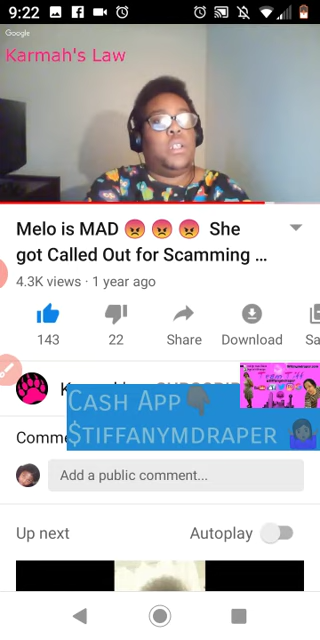 9:22
Google
Karmah's Law
Melo is MAD 😡 😡 😡 She
got Called Out for Scamming ...
4.3K views · 1 year ago
143
22
Share
Download
Sa
CASH APP👇🏿
$TIFFANYMDRAPER 🤷🏿‍♀️
Add a public comment...
Up next
Autoplay